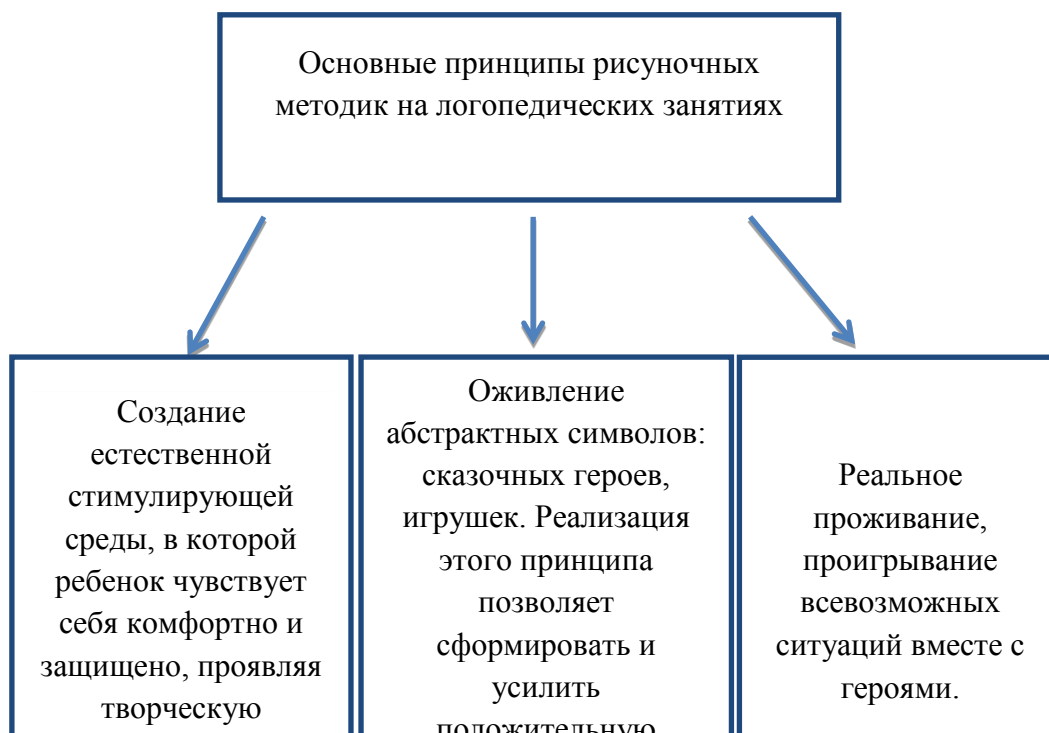 Основные принципы рисуночных
методик на логопедических занятиях
Создание
естественной
стимулирующей
среды, в которой
ребенок чувствует
себя комфортно и
защищено, проявляя
творческую
Оживление
абстрактных символов:
сказочных героев,
игрушек. Реализация
этого принципа
позволяет
сформировать и
усилить
положительную
Реальное
проживание,
проигрывание
всевозможных
ситуаций вместе с
героями.